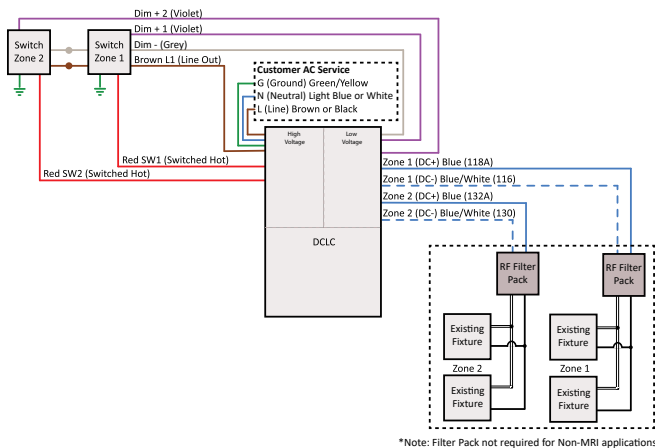 Dim + 2 (Violet)
Dim + 1 (Violet)
Switch
Zone 2
Switch
Zone 1
Dim - (Grey)
Brown L1 (Line Out)
Customer AC Service
G (Ground) Green/Yellow
N (Neutral) Light Blue or White
L (Line) Brown or Black
High
Voltage
Low
Voltage
Red SW1 (Switched Hot)
Red SW2 (Switched Hot)
Zone 1 (DC+) Blue (118A)
Zone 1 (DC-) Blue/White (116)
Zone 2 (DC+) Blue (132A)
Zone 2 (DC-) Blue/White (130)
DCLC
RF Filter
Pack
RF Filter
Pack
Existing
Fixture
Existing
Fixture
Zone 2
Zone 1
Existing
Fixture
Existing
Fixture
*Note: Filter Pack not required for Non-MRI applications